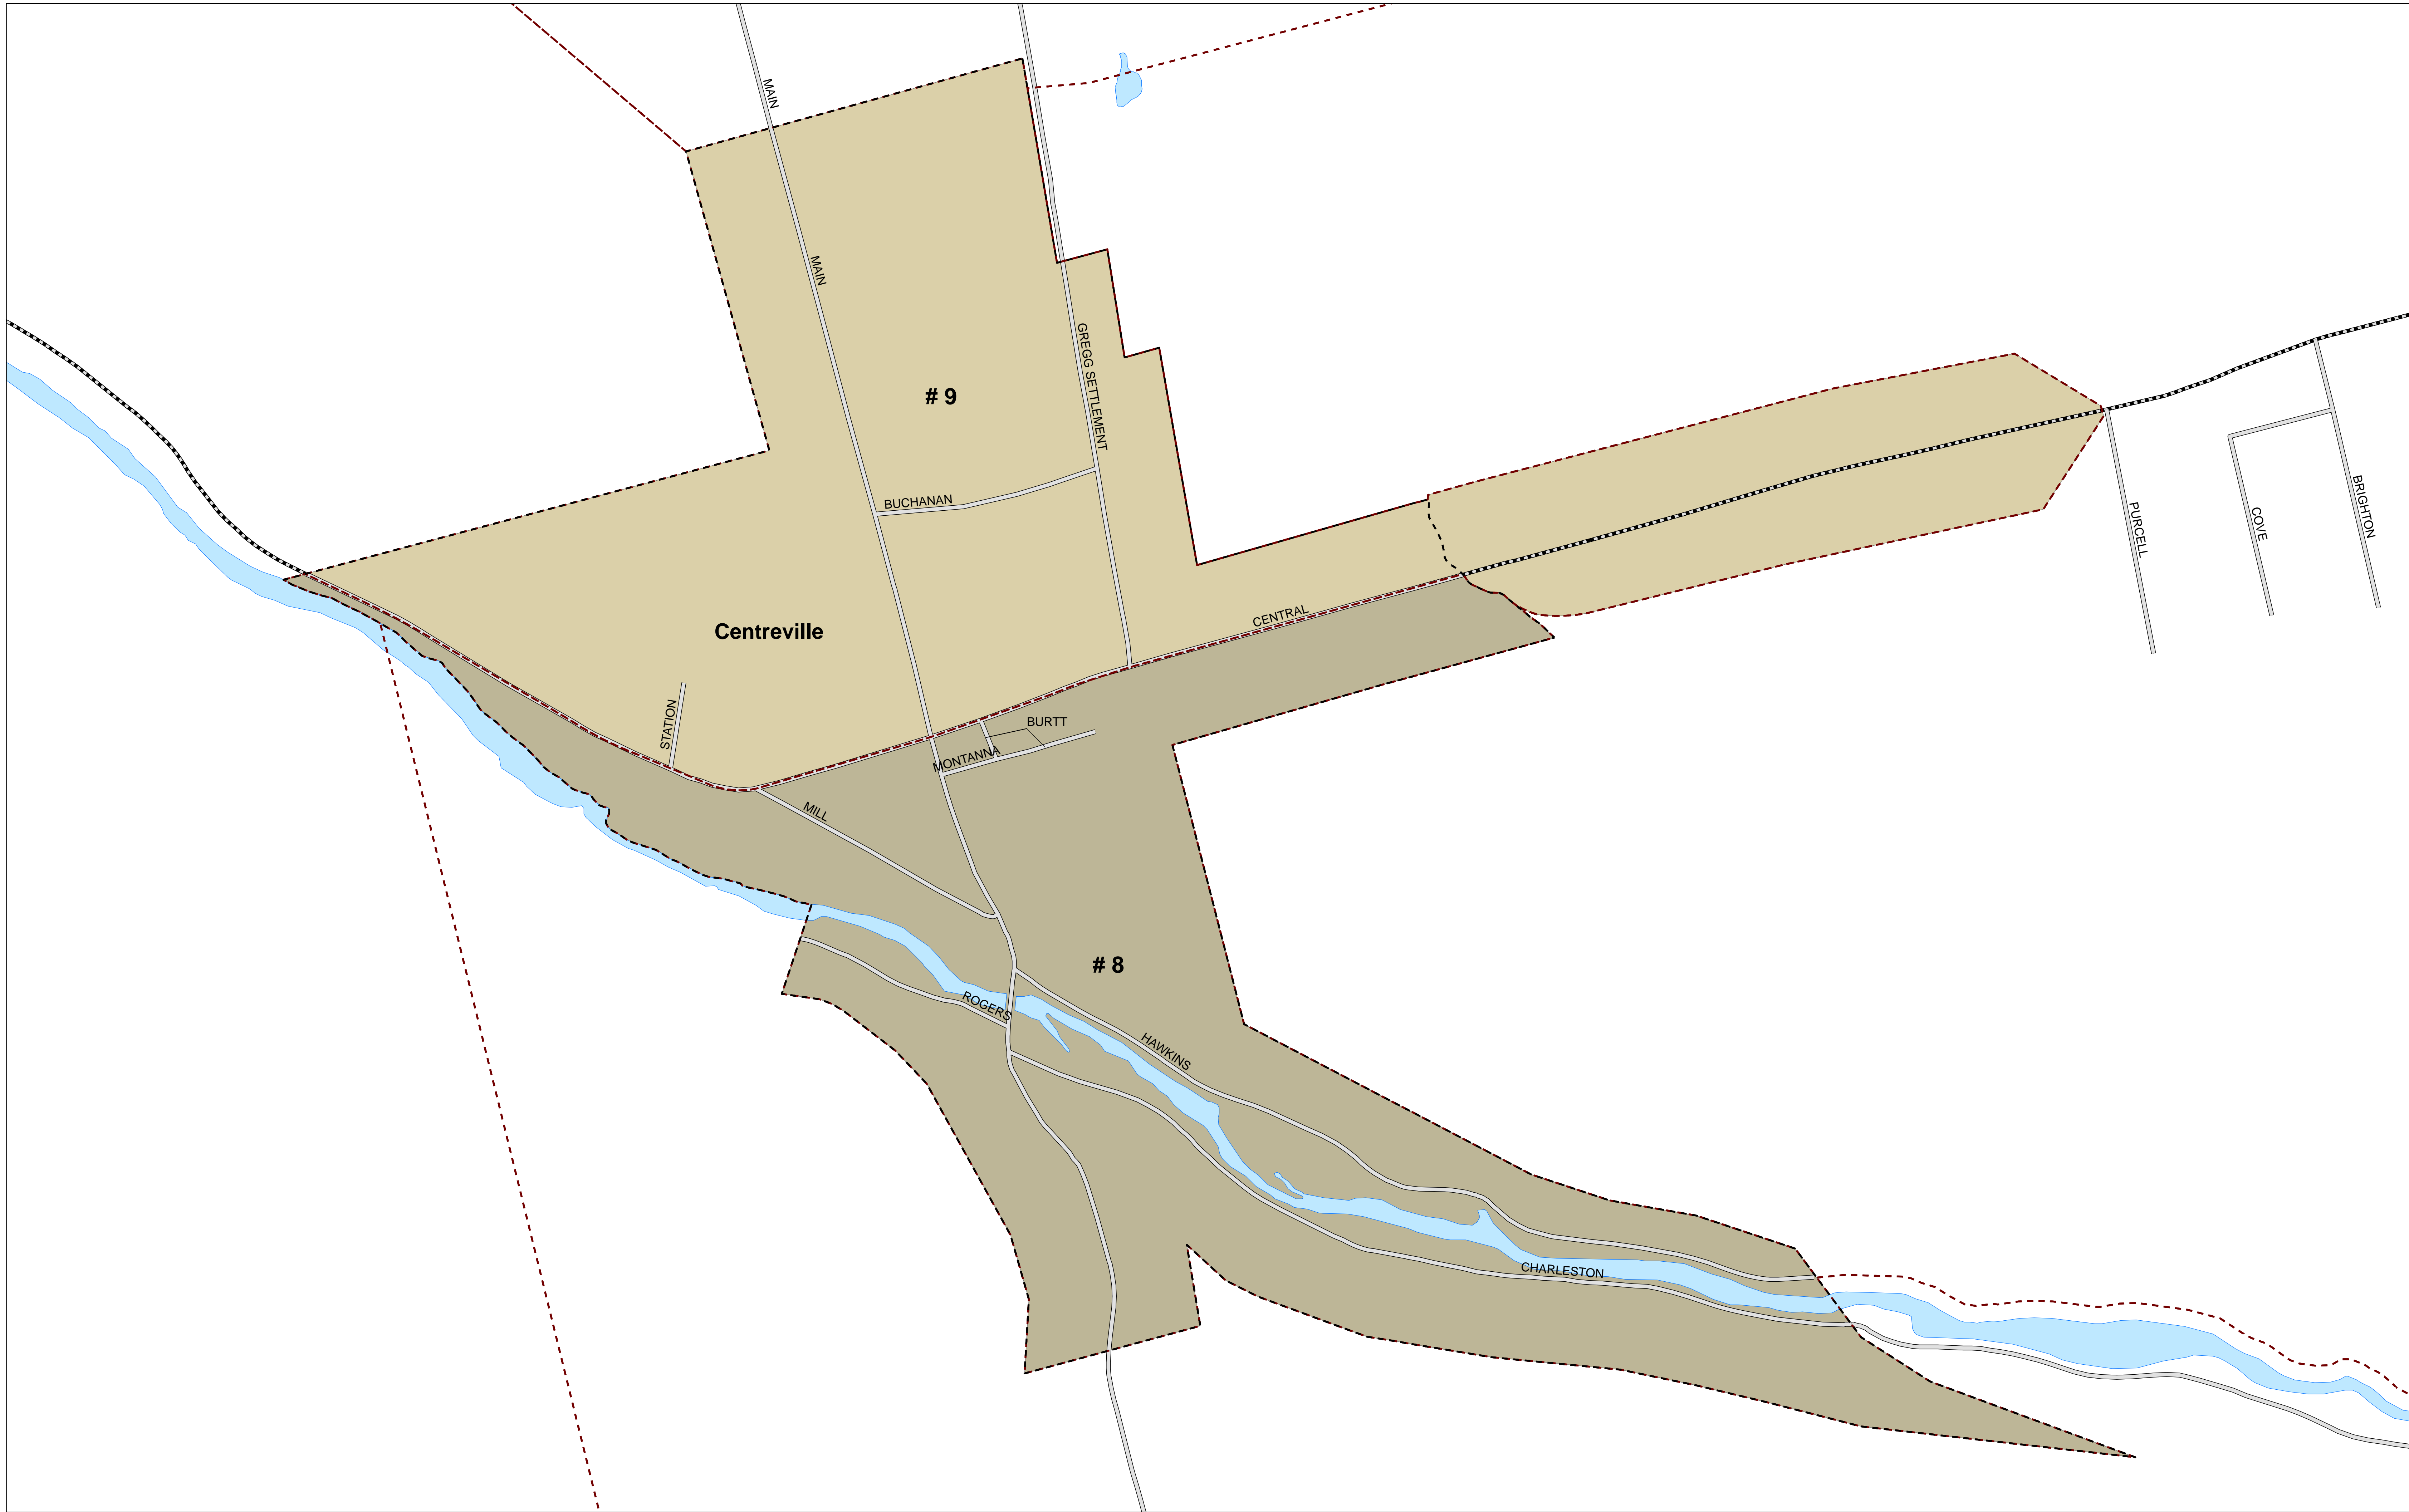 MAIN
MAIN
GREGG SETTLEMENT
# 9
BUCHANAN
BRIGHTON
PURCELL
COVE
CENTRAL
Centreville
STATION
BURTT
MONTANNA
MILL
# 8
ROGERS
HAWKINS
CHARLESTON